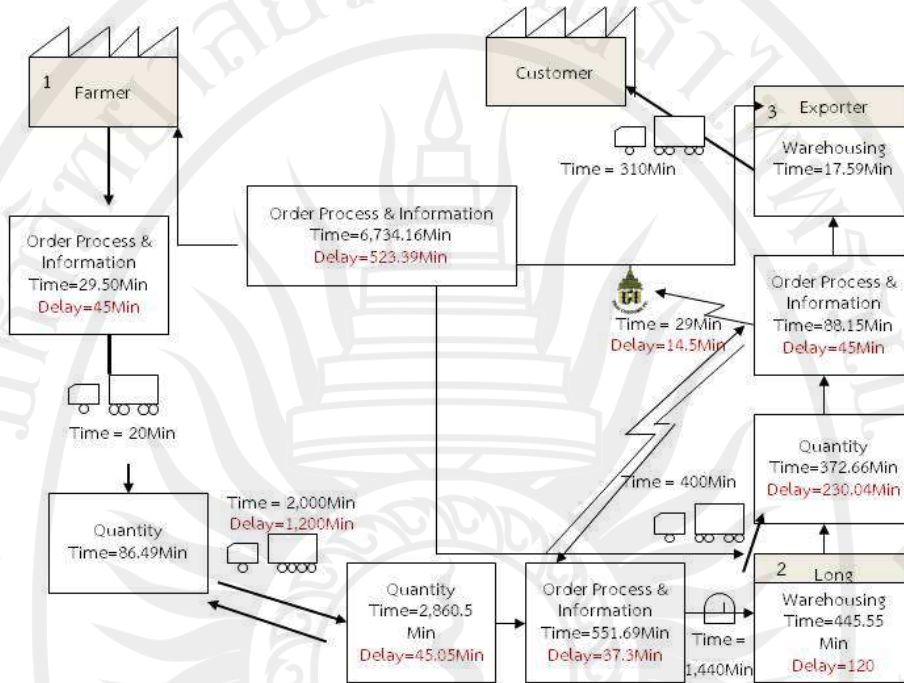 1
Farmer
Order Process &
Information
Time=29.50Min
Delay=45Min
Time = 20Min
Quantity
Time=86.49Min
Time = 2,000Min
Delay=1,200Min
Order Process & Information
Time=6,734.16Min
Delay=523.39Min
Quantity
Time=2,860.5
Min
Delay=45.05Min
Order Process &
Information
Time=551.69Min
Delay=37.3Min
Time =
1,440Min
2
Long
Warehousing
Time=445.55
Min
Delay=120
Time = 400Min
Quantity
Time=372.66Min
Delay=230.04Min
Time = 29Min
Delay=14.5Min
Order Process &
Information
Time=88.15Min
Delay=45Min
3 Exporter
Warehousing
Time=17.59Min
Time = 310Min
Customer